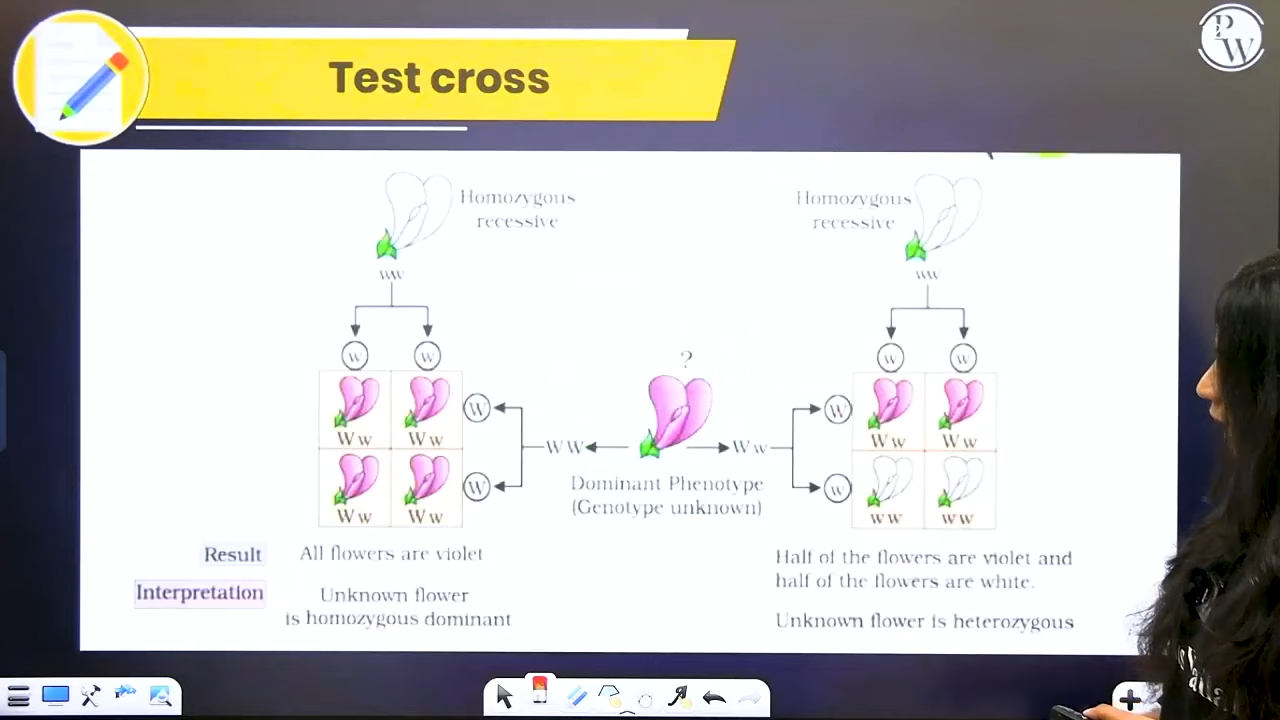 PW
Test cross
Homozygous
recessive
ww
w w
W
W
Ww Ww
Ww Ww
WW
?
Dominant Phenotype
(Genotype unknown)
Homozygous
recessive
ww
w w
Ww
W
w
Ww Ww
ww ww
Result
All flowers are violet
Interpretation
Unknown flower
is homozygous dominant
Half of the flowers are violet and
half of the flowers are white.
Unknown flower is heterozygous